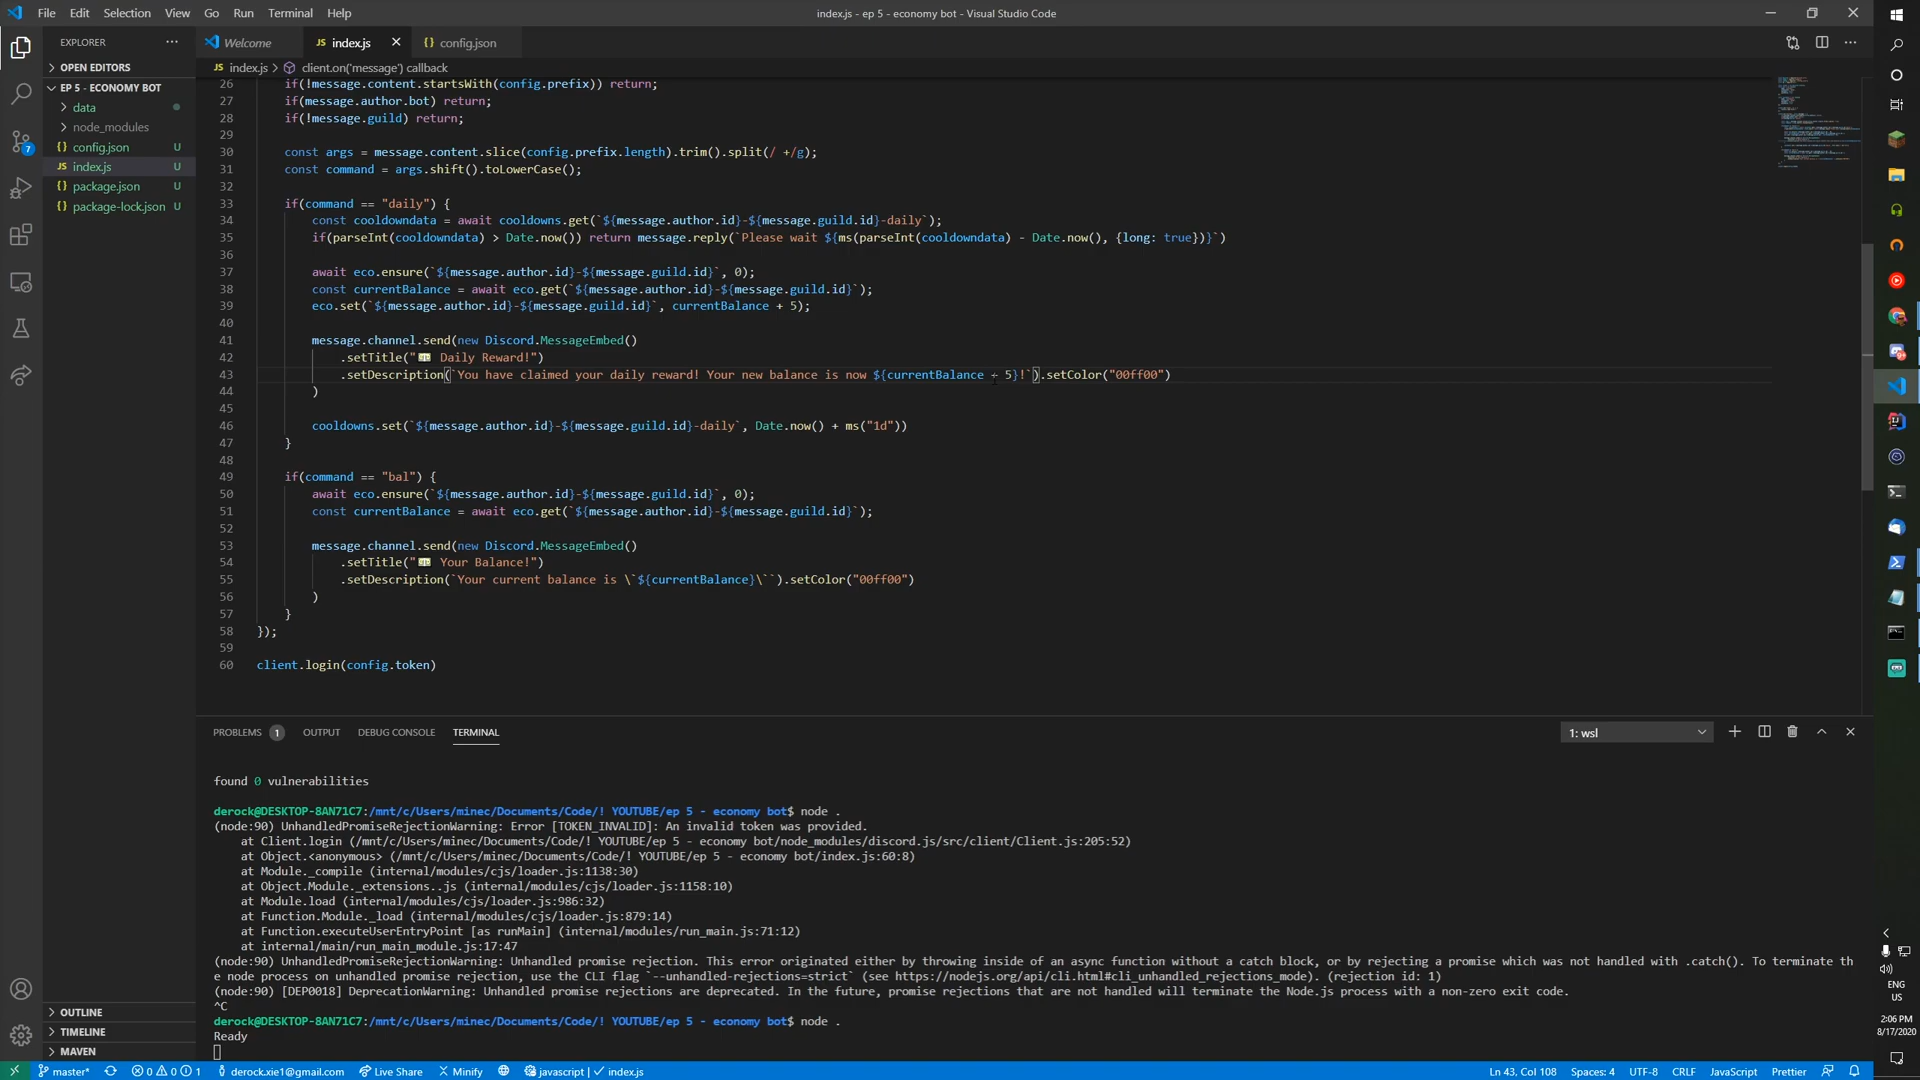 File Edit Selection View Go Run Terminal Help
index.js - ep 5 - economy bot - Visual Studio Code
EXPLORER
Welcome
JS index.js
{} config.json
OPEN EDITORS
JS index.js > client.on('message') callback
EP 5 - ECONOMY BOT
data
node_modules
{} config.json U
JS index.js U
{} package.json U
{} package-lock.json U
7
26 if(!message.content.startsWith(config.prefix)) return;
27 if(message.author.bot) return;
28 if(!message.guild) return;
29
30 const args = message.content.slice(config.prefix.length).trim().split(/ +/g);
31 const command = args.shift().toLowerCase();
32
33 if(command == "daily") {
34 const cooldowndata = await cooldowns.get(`${message.author.id}-${message.guild.id}-daily`);
35 if(parseInt(cooldowndata) > Date.now()) return message.reply(`Please wait ${ms(parseInt(cooldowndata) - Date.now(), {long: true})}`)
36
37 await eco.ensure(`${message.author.id}-${message.guild.id}`, 0);
38 const currentBalance = await eco.get(`${message.author.id}-${message.guild.id}`);
39 eco.set(`${message.author.id}-${message.guild.id}`, currentBalance + 5);
40
41 message.channel.send(new Discord.MessageEmbed()
42 .setTitle("💵 Daily Reward!")
43 .setDescription(`You have claimed your daily reward! Your new balance is now ${currentBalance + 5}!`).setColor("00ff00")
44 )
45
46 cooldowns.set(`${message.author.id}-${message.guild.id}-daily`, Date.now() + ms("1d"))
47 }
48
49 if(command == "bal") {
50 await eco.ensure(`${message.author.id}-${message.guild.id}`, 0);
51 const currentBalance = await eco.get(`${message.author.id}-${message.guild.id}`);
52
53 message.channel.send(new Discord.MessageEmbed()
54 .setTitle("💵 Your Balance!")
55 .setDescription(`Your current balance is \`${currentBalance}\``).setColor("00ff00")
56 )
57 }
58 });
59
60 client.login(config.token)
PROBLEMS 1 OUTPUT DEBUG CONSOLE TERMINAL
1: wsl
found 0 vulnerabilities
derock@DESKTOP-8AN71C7:/mnt/c/Users/minec/Documents/Code/! YOUTUBE/ep 5 - economy bot$ node .
(node:90) UnhandledPromiseRejectionWarning: Error [TOKEN_INVALID]: An invalid token was provided.
at Client.login (/mnt/c/Users/minec/Documents/Code/! YOUTUBE/ep 5 - economy bot/node_modules/discord.js/src/client/Client.js:205:52)
at Object.<anonymous> (/mnt/c/Users/minec/Documents/Code/! YOUTUBE/ep 5 - economy bot/index.js:60:8)
at Module._compile (internal/modules/cjs/loader.js:1138:30)
at Object.Module._extensions..js (internal/modules/cjs/loader.js:1158:10)
at Module.load (internal/modules/cjs/loader.js:986:32)
at Function.Module._load (internal/modules/cjs/loader.js:879:14)
at Function.executeUserEntryPoint [as runMain] (internal/modules/run_main.js:71:12)
at internal/main/run_main_module.js:17:47
(node:90) UnhandledPromiseRejectionWarning: Unhandled promise rejection. This error originated either by throwing inside of an async function without a catch block, or by rejecting a promise which was not handled with .catch(). To terminate th
e node process on unhandled promise rejection, use the CLI flag `--unhandled-rejections=strict` (see https://nodejs.org/api/cli.html#cli_unhandled_rejections_mode). (rejection id: 1)
(node:90) [DEP0018] DeprecationWarning: Unhandled promise rejections are deprecated. In the future, promise rejections that are not handled will terminate the Node.js process with a non-zero exit code.
^C
derock@DESKTOP-8AN71C7:/mnt/c/Users/minec/Documents/Code/! YOUTUBE/ep 5 - economy bot$ node .
Ready
OUTLINE
TIMELINE
MAVEN
master* 0 0 1 derock.xie1@gmail.com Live Share Minify javascript | index.js
Ln 43, Col 108 Spaces: 4 UTF-8 CRLF JavaScript Prettier
ENG
US
2:06 PM
8/17/2020